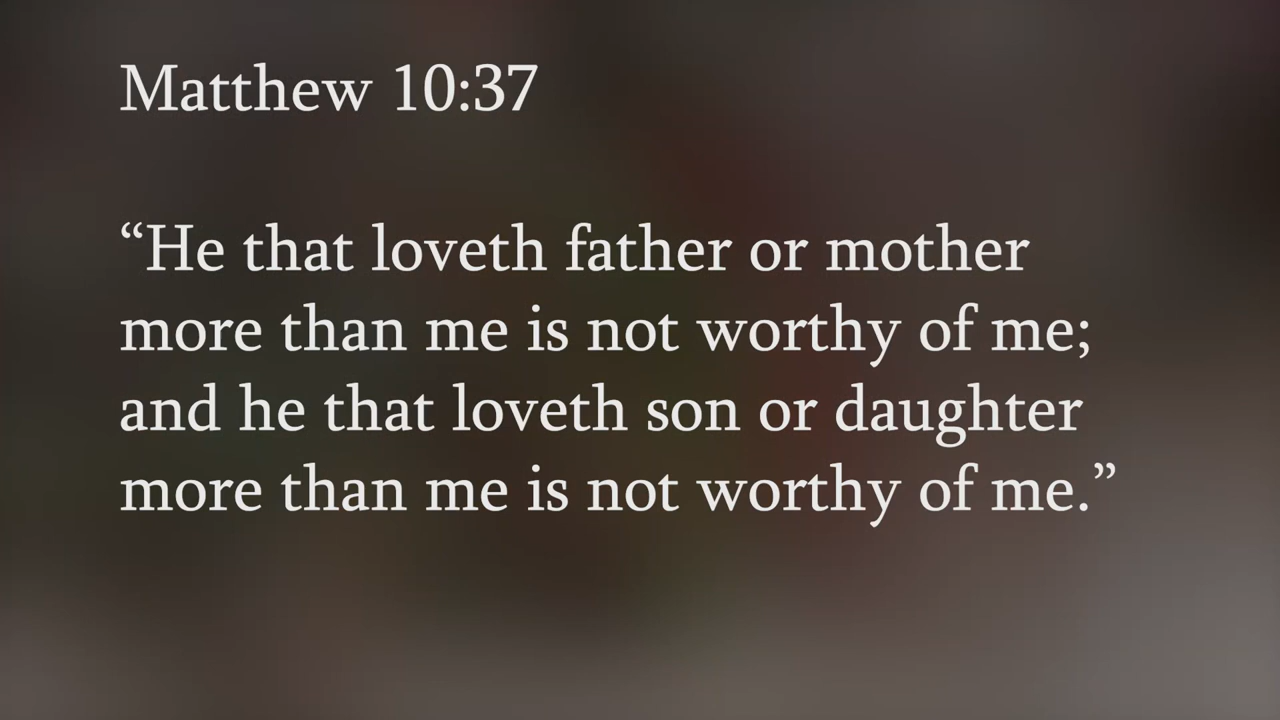 Matthew 10:37
“He that loveth father or mother
more than me is not worthy of me;
and he that loveth son or daughter
more than me is not worthy of me.”